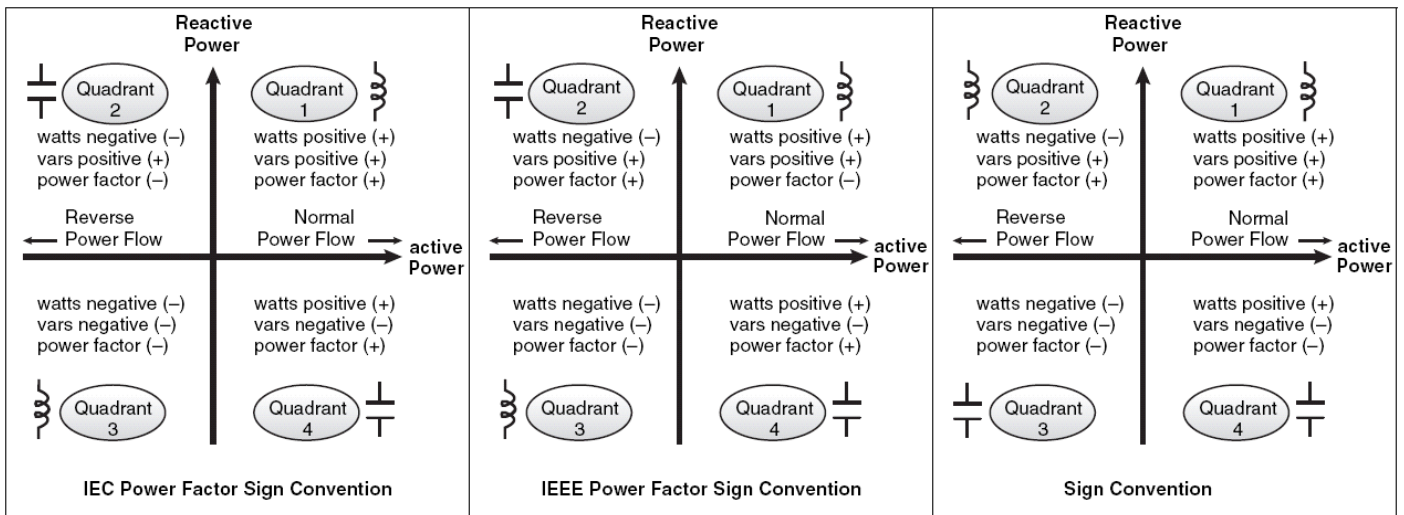 Reactive
Power
Quadrant
2
Quadrant
1
watts negative (–)
vars positive (+)
power factor (–)
watts positive (+)
vars positive (+)
power factor (+)
Reverse
Power Flow
Normal
Power Flow
active
Power
watts negative (–)
vars negative (–)
power factor (–)
watts positive (+)
vars negative (–)
power factor (+)
Quadrant
3
Quadrant
4
IEC Power Factor Sign Convention
Reactive
Power
Quadrant
2
Quadrant
1
watts negative (–)
vars positive (+)
power factor (+)
watts positive (+)
vars positive (+)
power factor (–)
Reverse
Power Flow
Normal
Power Flow
active
Power
watts negative (–)
vars negative (–)
power factor (–)
watts positive (+)
vars negative (–)
power factor (+)
Quadrant
3
Quadrant
4
IEEE Power Factor Sign Convention
Reactive
Power
Quadrant
2
Quadrant
1
watts negative (–)
vars positive (+)
power factor (+)
watts positive (+)
vars positive (+)
power factor (+)
Reverse
Power Flow
Normal
Power Flow
active
Power
watts negative (–)
vars negative (–)
power factor (–)
watts positive (+)
vars negative (–)
power factor (–)
Quadrant
3
Quadrant
4
Sign Convention